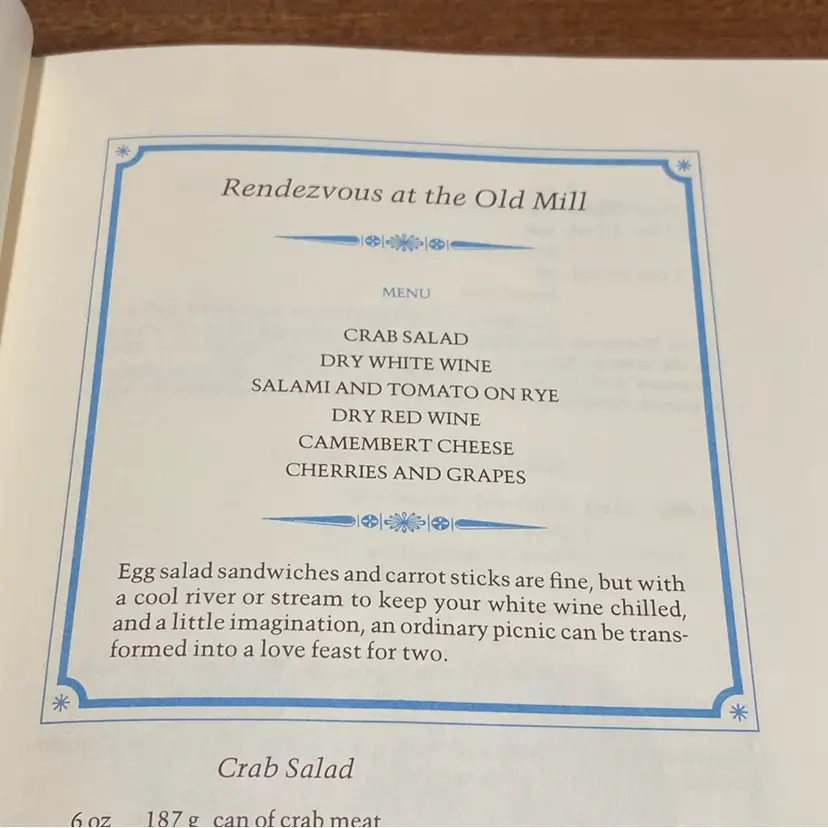 Rendezvous at the Old Mill
MENU
CRAB SALAD
DRY WHITE WINE
SALAMI AND TOMATO ON RYE
DRY RED WINE
CAMEMBERT CHEESE
CHERRIES AND GRAPES
Egg salad sandwiches and carrot sticks are fine, but with
a cool river or stream to keep your white wine chilled,
and a little imagination, an ordinary picnic can be trans-
formed into a love feast for two.
Crab Salad
6 oz 187 g can of crab meat